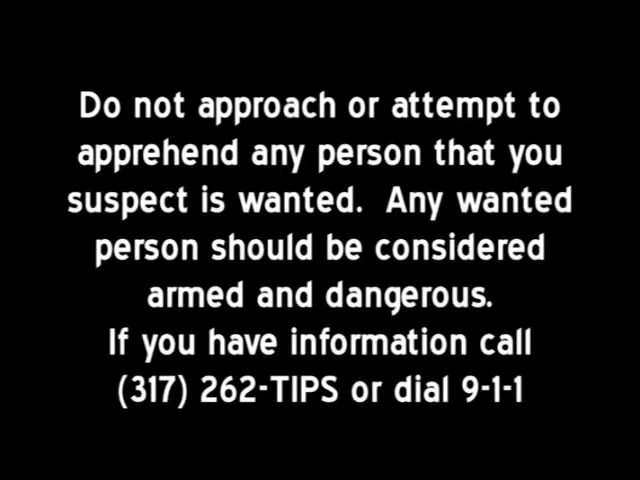 Do not approach or attempt to
apprehend any person that you
suspect is wanted.  Any wanted
person should be considered
armed and dangerous.
If you have information call
(317) 262-TIPS or dial 9-1-1